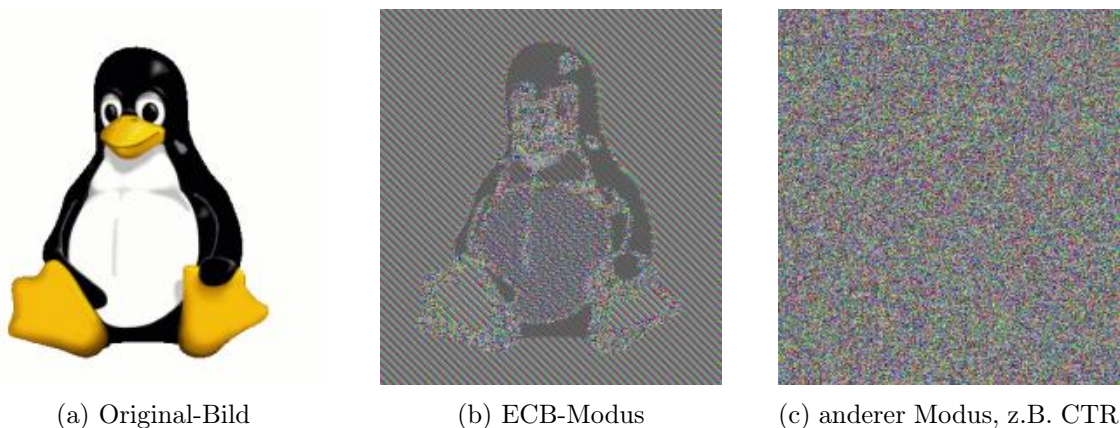 (a) Original-Bild
(b) ECB-Modus
(c) anderer Modus, z.B. CTR